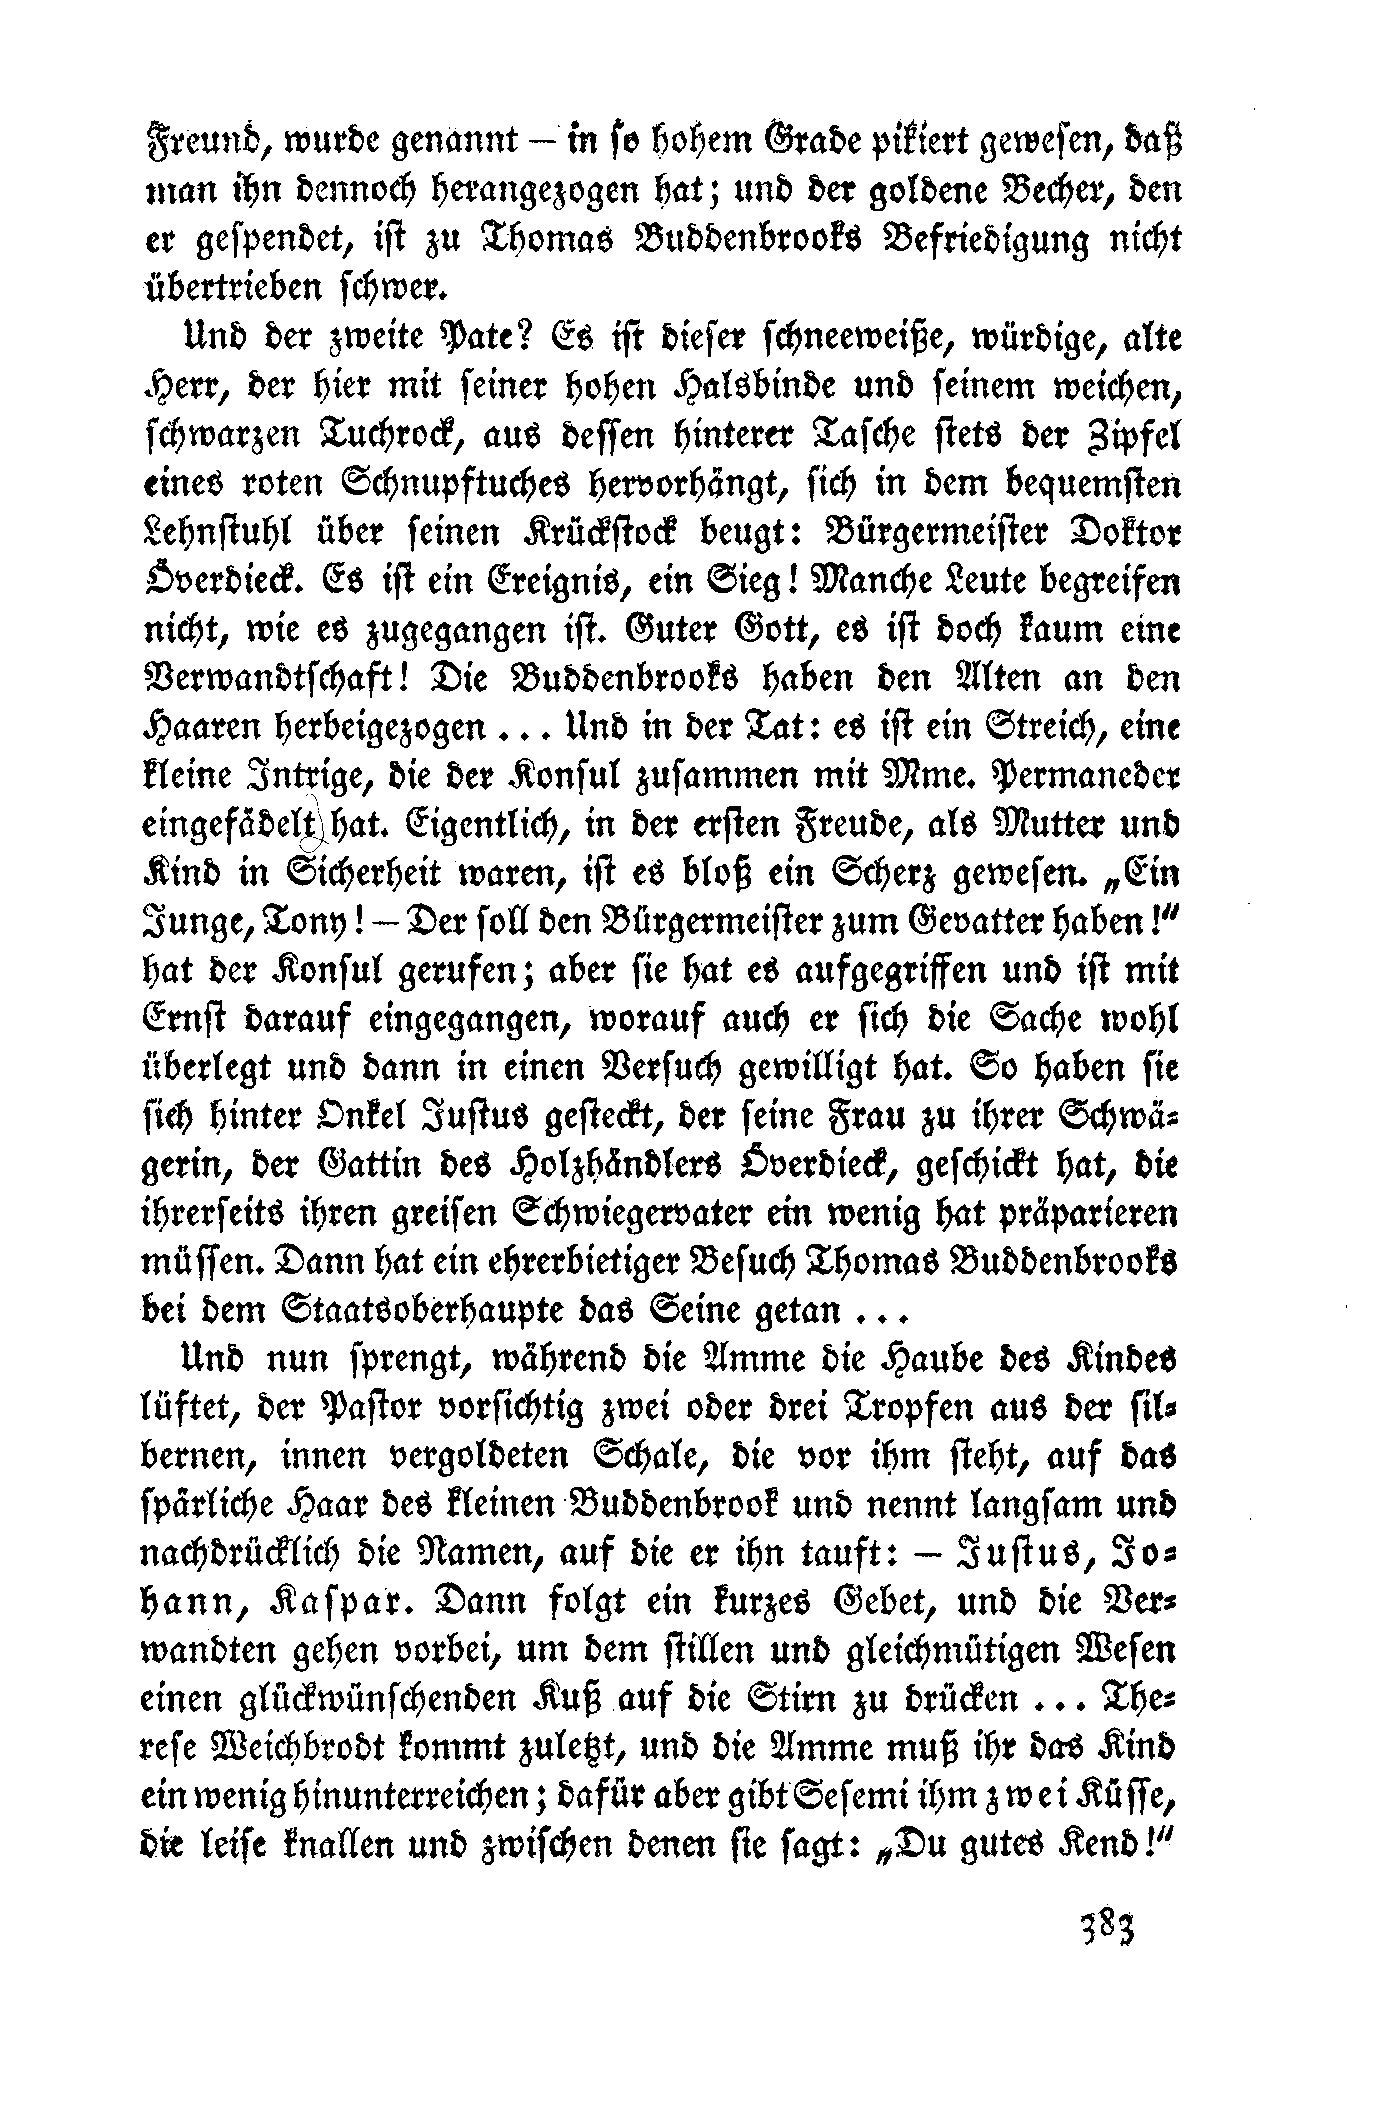 Freund, wurde genannt — in so hohem Grade pikiert gewesen, daß
man ihn dennoch herangezogen hat; und der goldene Becher, den
er gespendet, ist zu Thomas Buddenbrooks Befriedigung nicht
übertrieben schwer.
Und der zweite Pate? Es ist dieser schneeweiße, würdige, alte
Herr, der hier mit seiner hohen Halsbinde und seinem weichen,
schwarzen Tuchrock, aus dessen hinterer Tasche stets der Zipfel
eines roten Schnupftuches hervorhängt, sich in dem bequemsten
Lehnstuhl über seinen Krückstock beugt: Bürgermeister Doktor
Överdieck. Es ist ein Ereignis, ein Sieg! Manche Leute begreifen
nicht, wie es zugegangen ist. Guter Gott, es ist doch kaum eine
Verwandtschaft! Die Buddenbrooks haben den Alten an den
Haaren herbeigezogen ... Und in der Tat: es ist ein Streich, eine
kleine Intrige, die der Konsul zusammen mit Mme. Permaneder
eingefädelt hat. Eigentlich, in der ersten Freude, als Mutter und
Kind in Sicherheit waren, ist es bloß ein Scherz gewesen. „Ein
Junge, Tony! — Der soll den Bürgermeister zum Gevatter haben!“
hat der Konsul gerufen; aber sie hat es aufgegriffen und ist mit
Ernst darauf eingegangen, worauf auch er sich die Sache wohl
überlegt und dann in einen Versuch gewilligt hat. So haben sie
sich hinter Onkel Justus gesteckt, der seine Frau zu ihrer Schwä-
gerin, der Gattin des Holzhändlers Överdieck, geschickt hat, die
ihrerseits ihren greisen Schwiegervater ein wenig hat präparieren
müssen. Dann hat ein ehrerbietiger Besuch Thomas Buddenbrooks
bei dem Staatsoberhaupte das Seine getan ...
Und nun sprengt, während die Amme die Haube des Kindes
lüftet, der Pastor vorsichtig zwei oder drei Tropfen aus der sil-
bernen, innen vergoldeten Schale, die vor ihm steht, auf das
spärliche Haar des kleinen Buddenbrook und nennt langsam und
nachdrücklich die Namen, auf die er ihn tauft: — Justus, Jo-
hann, Kaspar. Dann folgt ein kurzes Gebet, und die Ver-
wandten gehen vorbei, um dem stillen und gleichmütigen Wesen
einen glückwünschenden Kuß auf die Stirn zu drücken ... The-
rese Weichbrodt kommt zuletzt, und die Amme muß ihr das Kind
ein wenig hinunterreichen; dafür aber gibt Sesemi ihm zwei Küsse,
die leise knallen und zwischen denen sie sagt: „Du gutes Kend!“
383